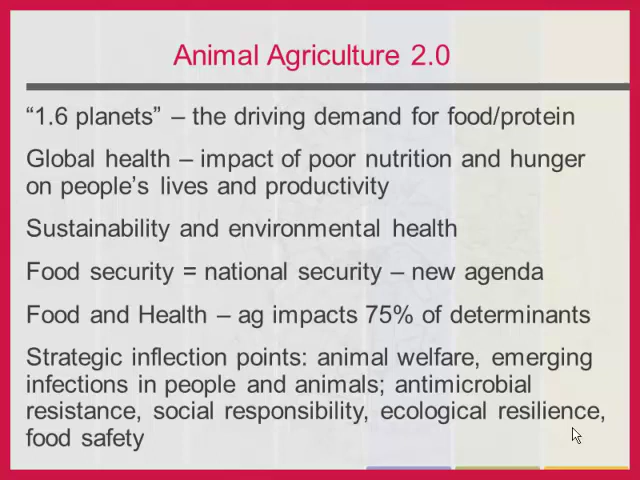 Animal Agriculture 2.0
“1.6 planets” – the driving demand for food/protein
Global health – impact of poor nutrition and hunger
on people’s lives and productivity
Sustainability and environmental health
Food security = national security – new agenda
Food and Health – ag impacts 75% of determinants
Strategic inflection points: animal welfare, emerging
infections in people and animals; antimicrobial
resistance, social responsibility, ecological resilience,
food safety